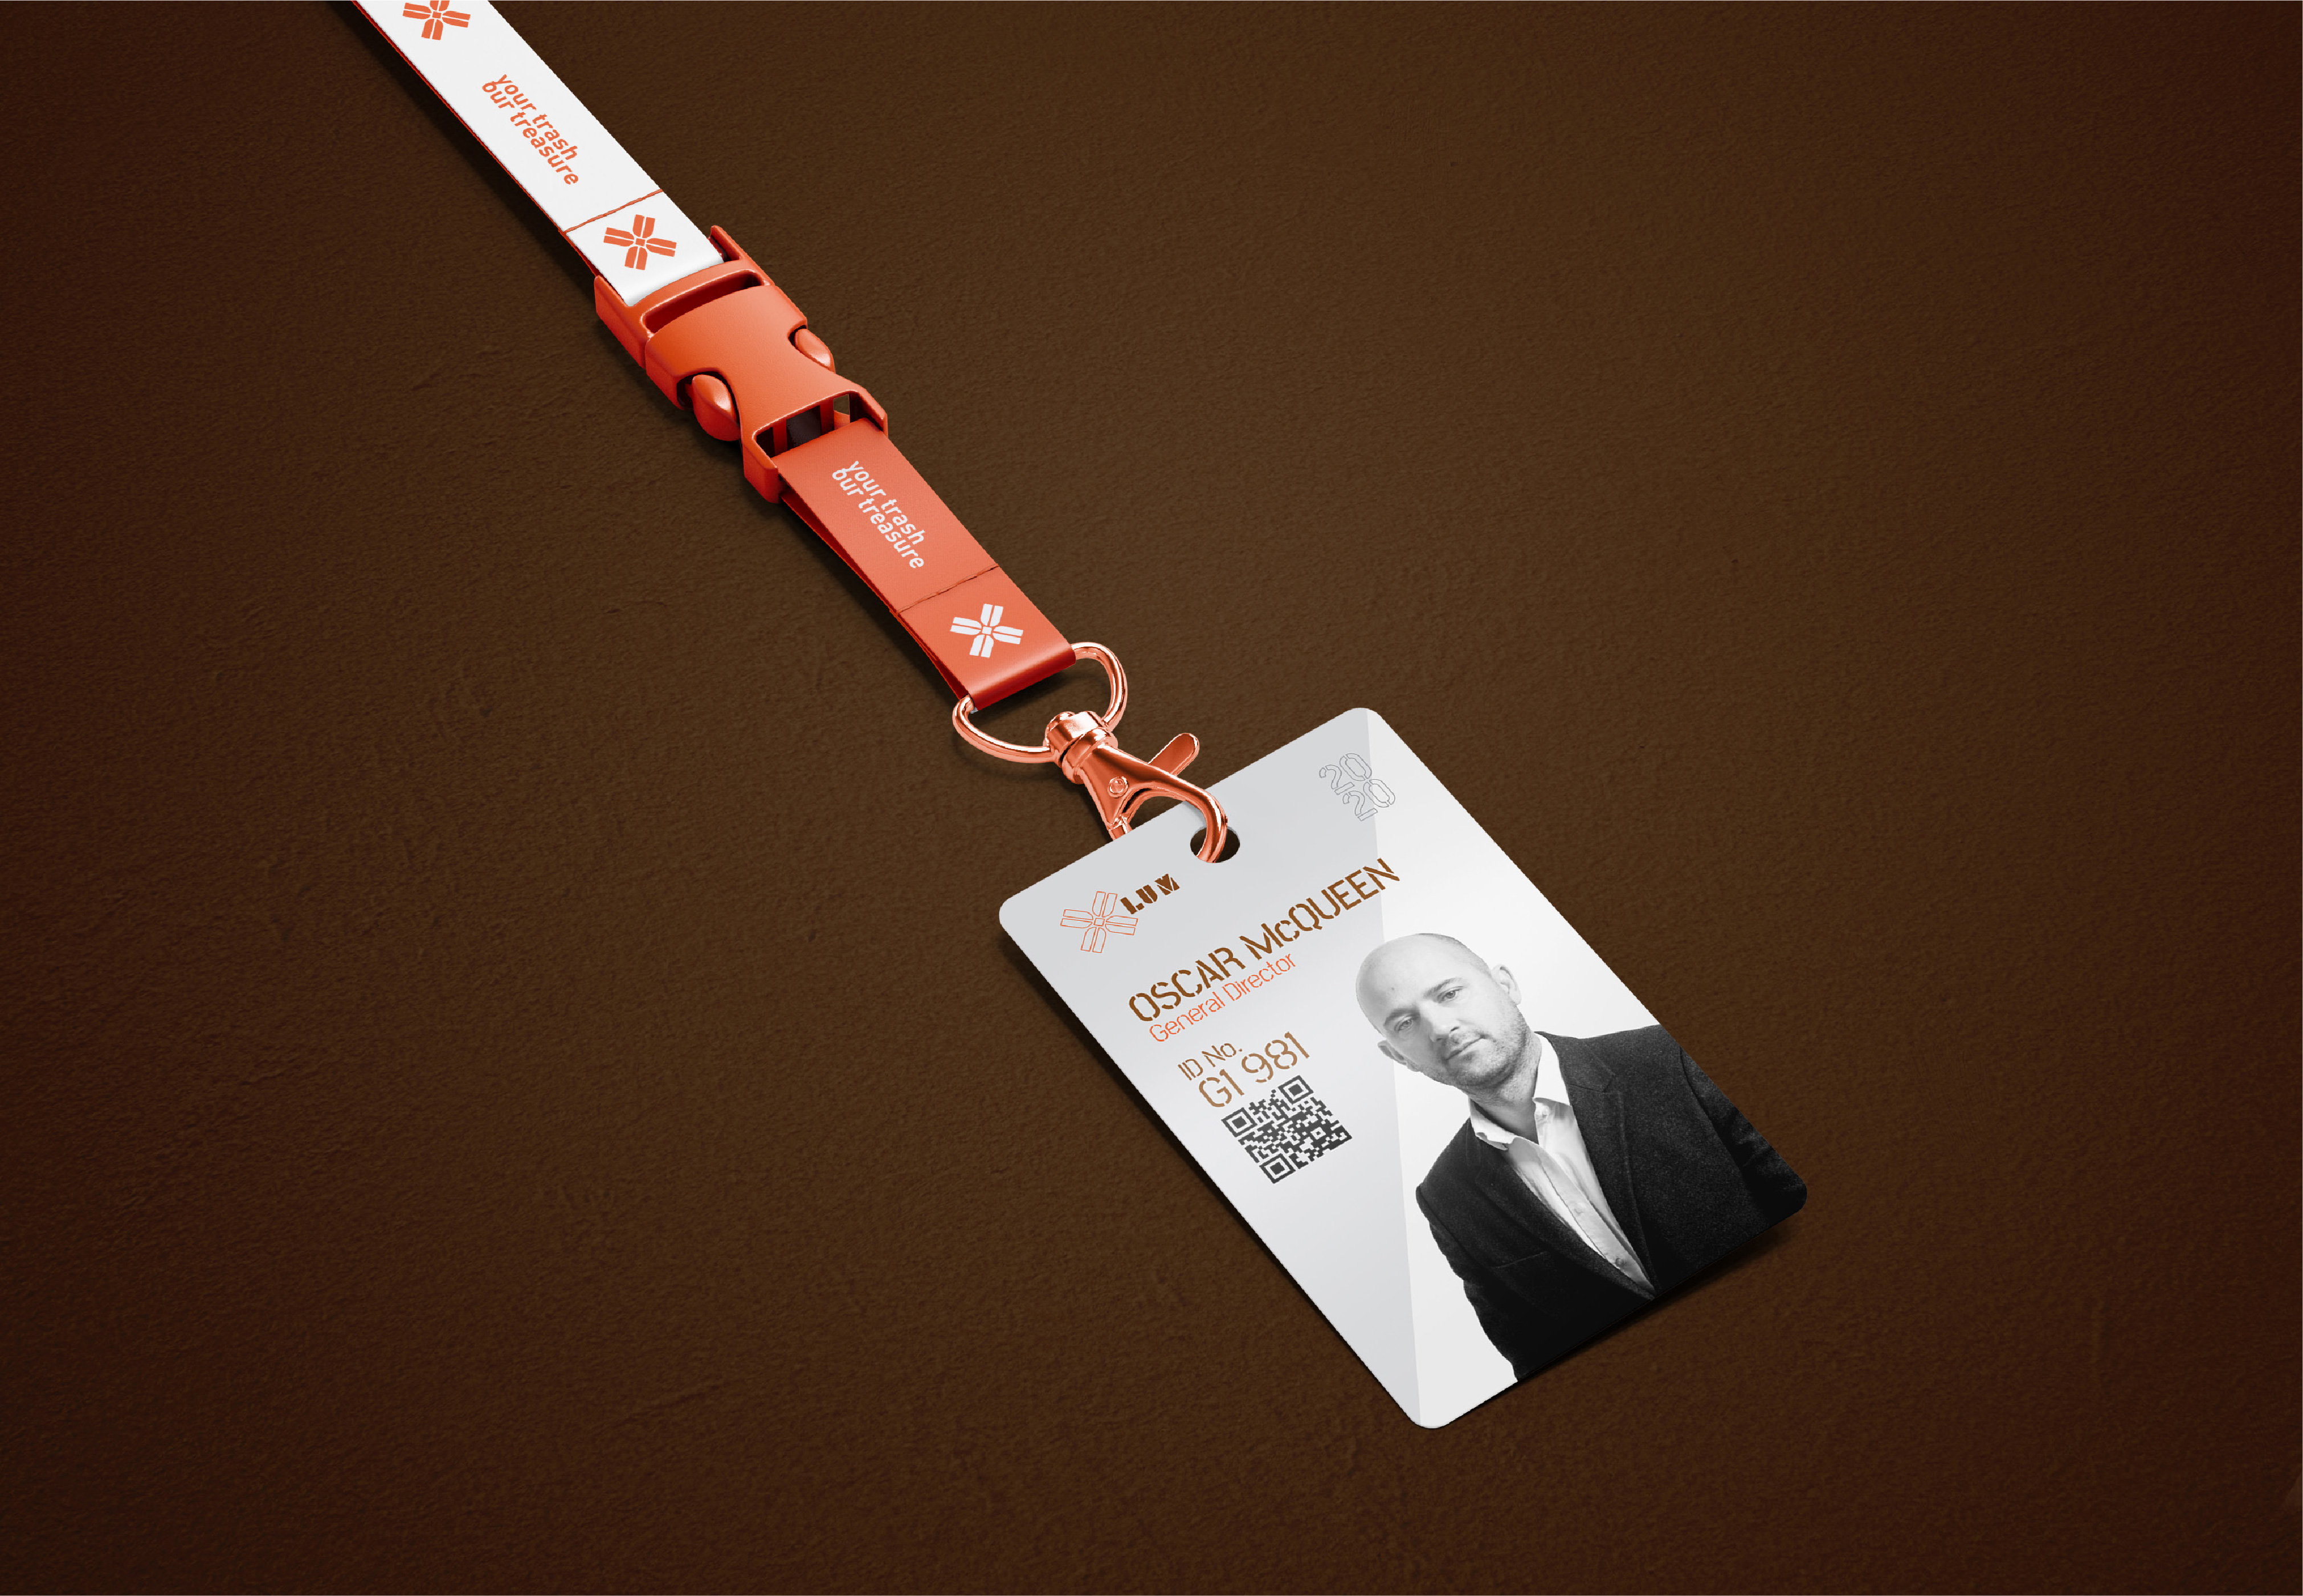 your trash
our treasure
your trash
our treasure
20
20
LUM
OSCAR McQUEEN
General Director
ID No.
G1 981